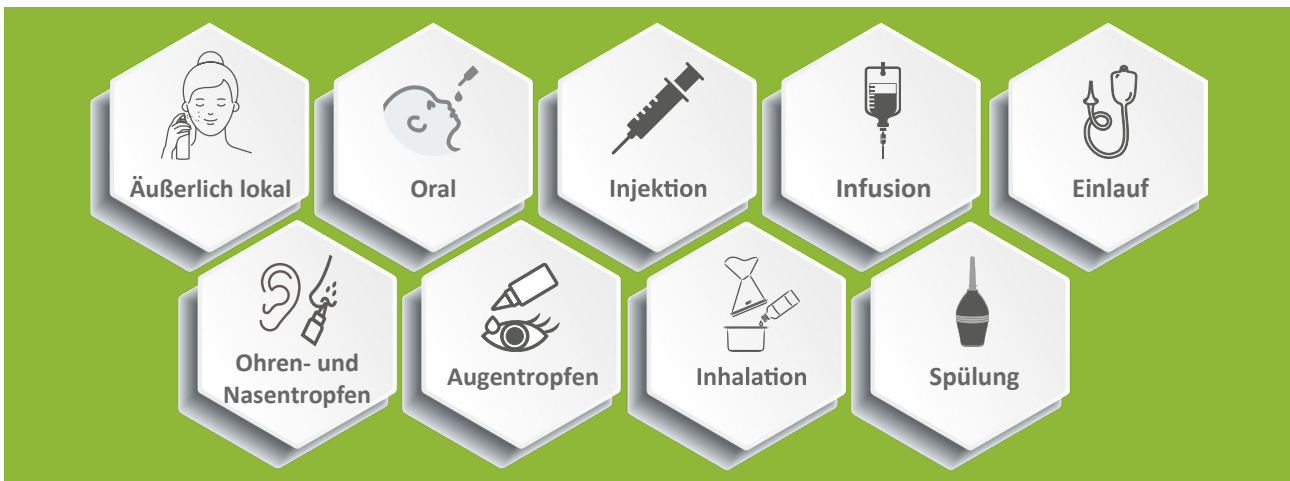 Äußerlich lokal
Oral
Injektion
Infusion
Einlauf
Ohren- und
Nasentropfen
Augentropfen
Inhalation
Spülung